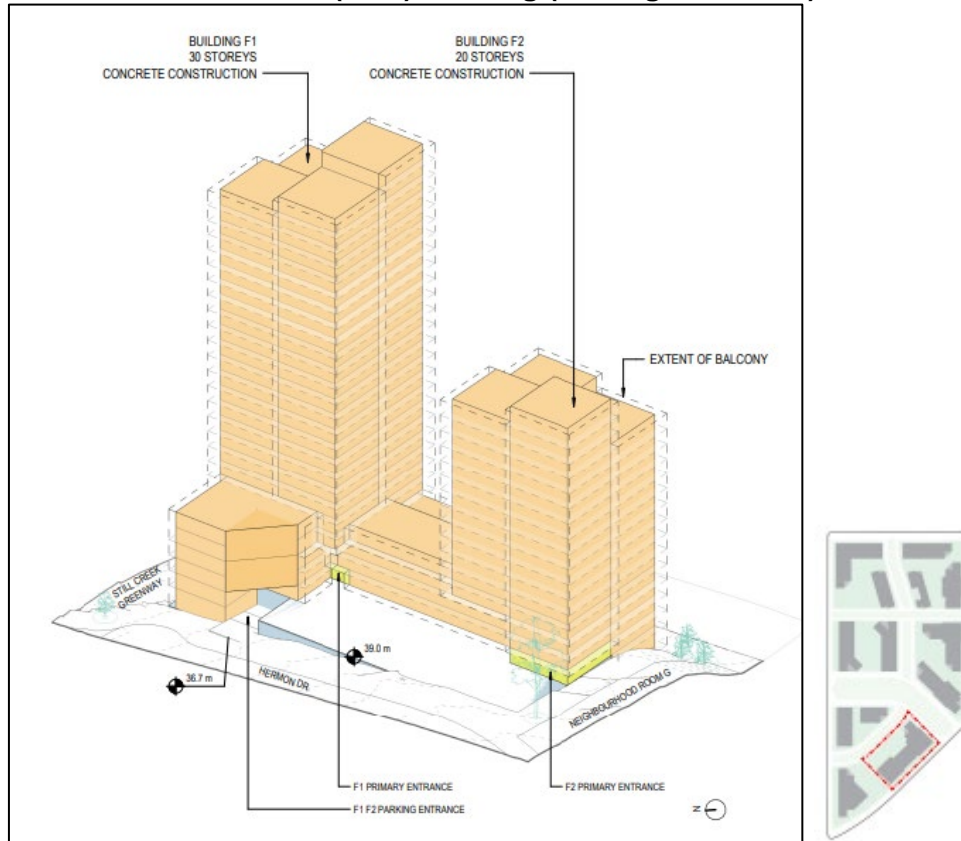 BUILDING F1
30 STOREYS
CONCRETE CONSTRUCTION
BUILDING F2
20 STOREYS
CONCRETE CONSTRUCTION
EXTENT OF BALCONY
STILL CREEK
GREENWAY
39.0 m
36.7 m
HERMON DR.
NEIGHBOURHOOD ROOM G
F1 PRIMARY ENTRANCE
F2 PRIMARY ENTRANCE
F1 F2 PARKING ENTRANCE
N